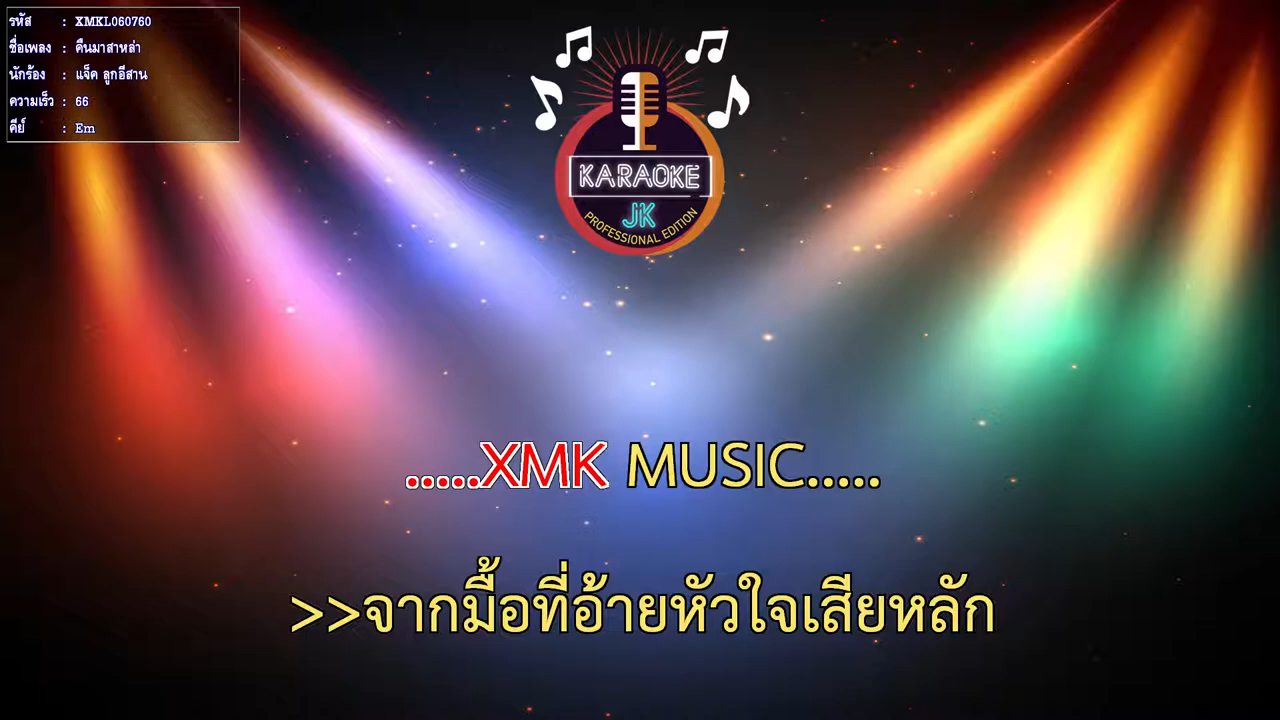 รหัส : XMKL060760
ชื่อเพลง : คืนมาสาหล่า
นักร้อง : แจ็ค ลูกอีสาน
ความเร็ว : 66
คีย์ : Em
KARAOKE
JK
PROFESSIONAL EDITION
.....XMK MUSIC.....
>>จากมื้อที่อ้ายหัวใจเสียหลัก